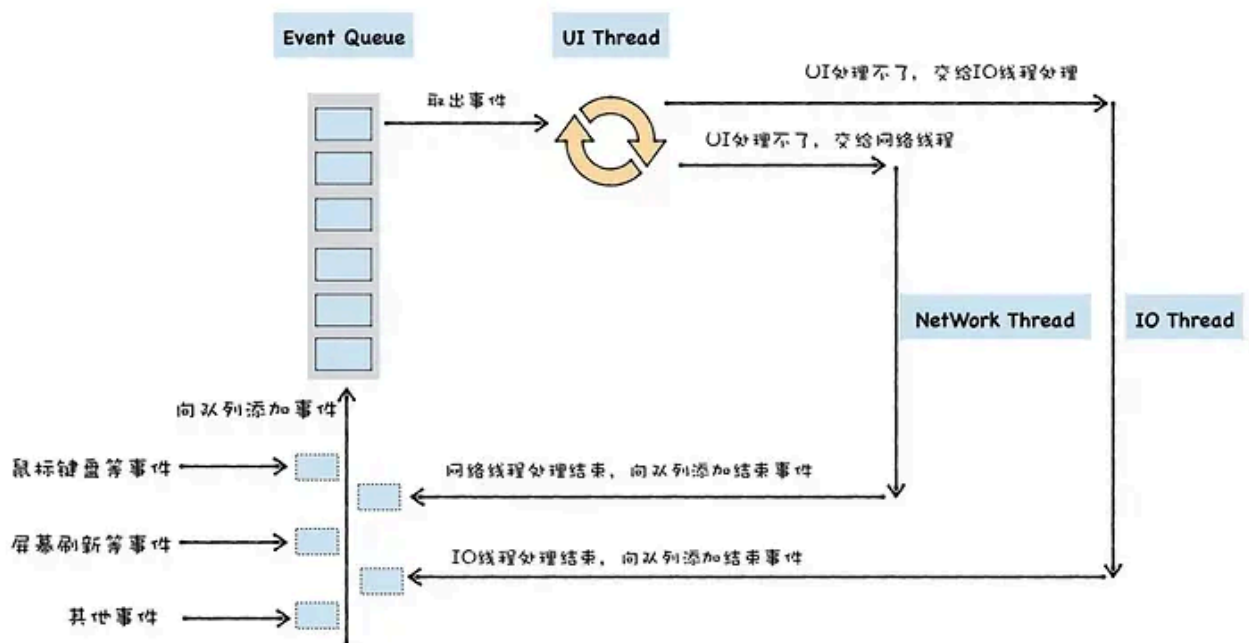 Event Queue
UI Thread
UI处理不了，交给IO线程处理
取出事件
UI处理不了，交给网络线程
NetWork Thread
IO Thread
向队列添加事件
鼠标键盘等事件
网络线程处理结束，向队列添加结束事件
屏幕刷新等事件
IO线程处理结束，向队列添加结束事件
其他事件